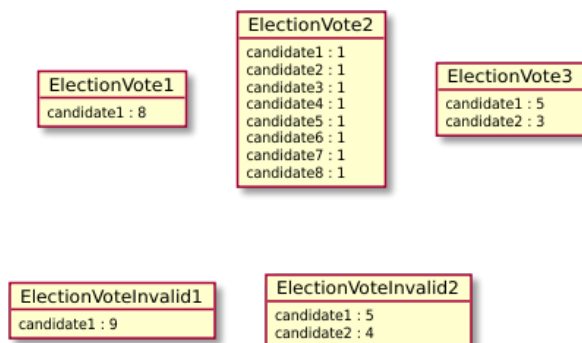 ElectionVote1
candidate1 : 8
ElectionVote2
candidate1 : 1
candidate2 : 1
candidate3 : 1
candidate4 : 1
candidate5 : 1
candidate6 : 1
candidate7 : 1
candidate8 : 1
ElectionVote3
candidate1 : 5
candidate2 : 3
ElectionVoteInvalid1
candidate1 : 9
ElectionVoteInvalid2
candidate1 : 5
candidate2 : 4